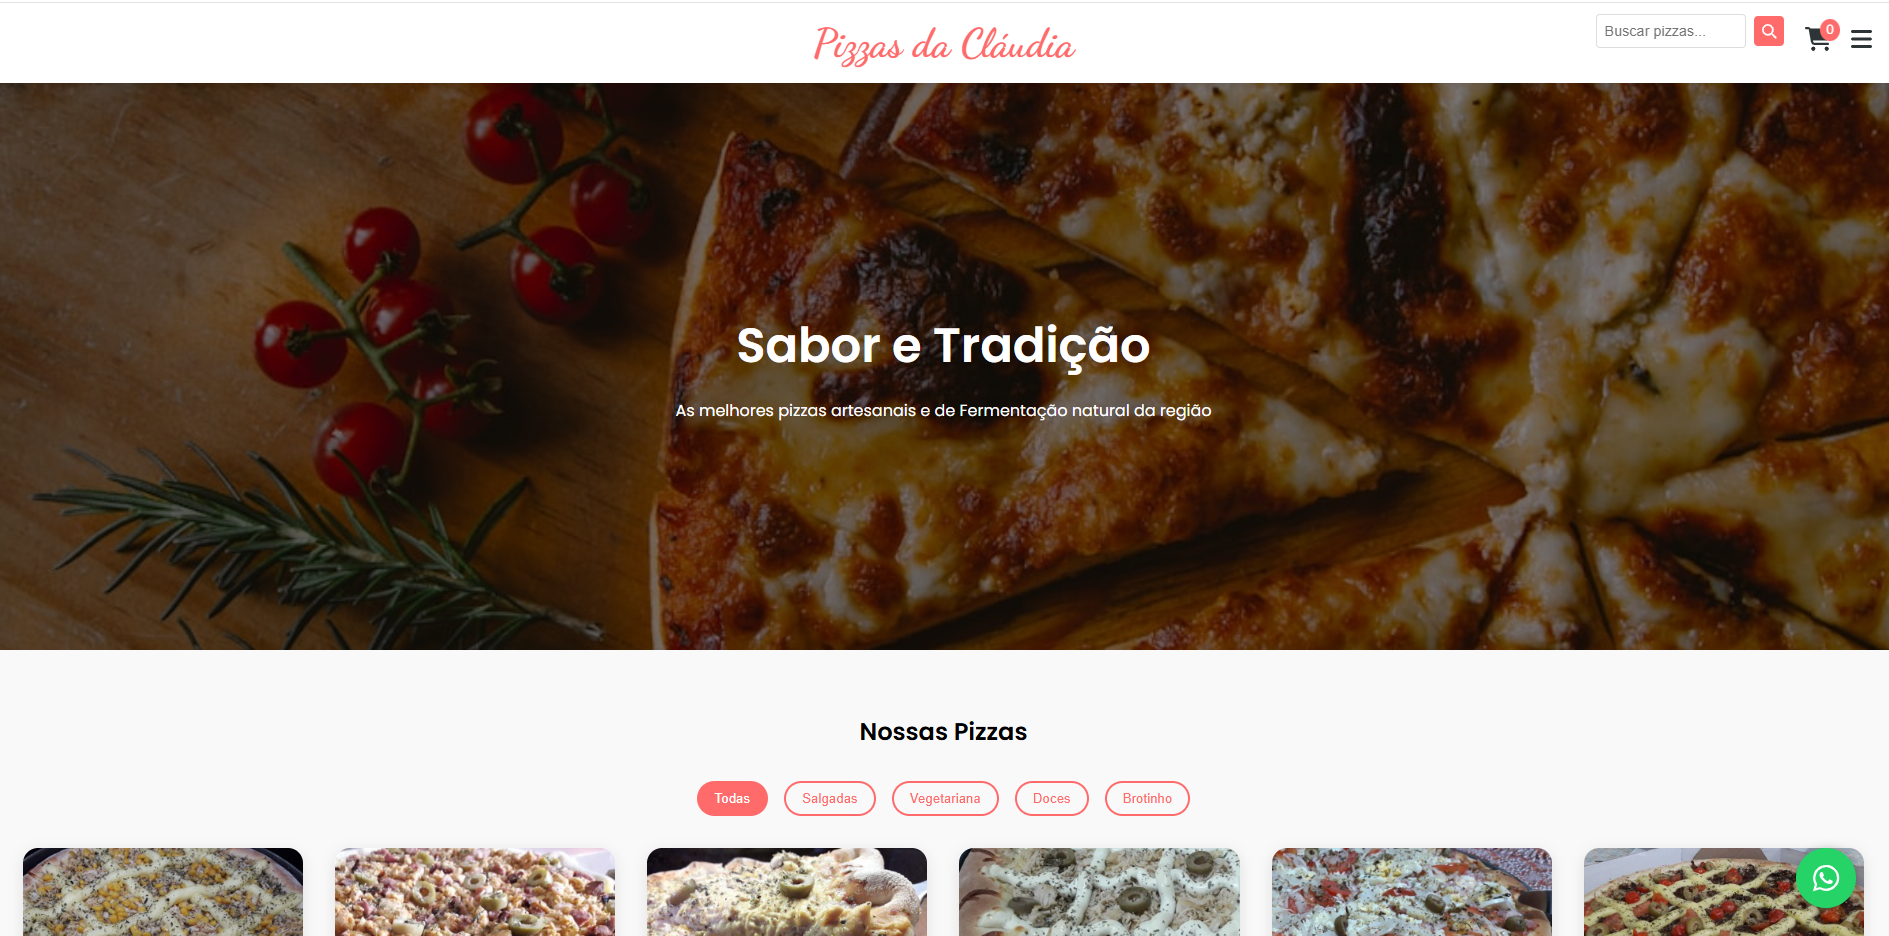 Pizzas da Cláudia
Buscar pizzas...
0
Sabor e Tradição
As melhores pizzas artesanais e de Fermentação natural da região
Nossas Pizzas
Todas
Salgadas
Vegetariana
Doces
Brotinho